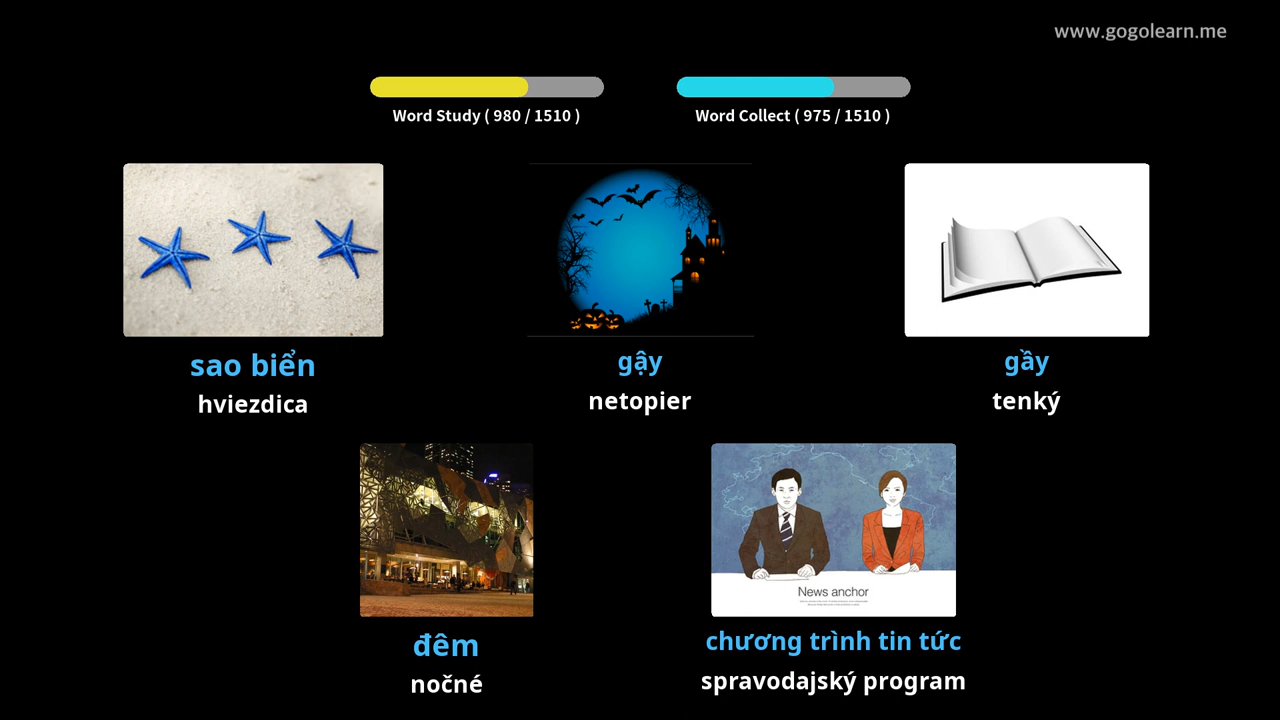 www.gogolearn.me
Word Study ( 980 / 1510 )
Word Collect ( 975 / 1510 )
sao biển
hviezdica
gậy
netopier
gầy
tenký
News anchor
đêm
nočné
chương trình tin tức
spravodajský program